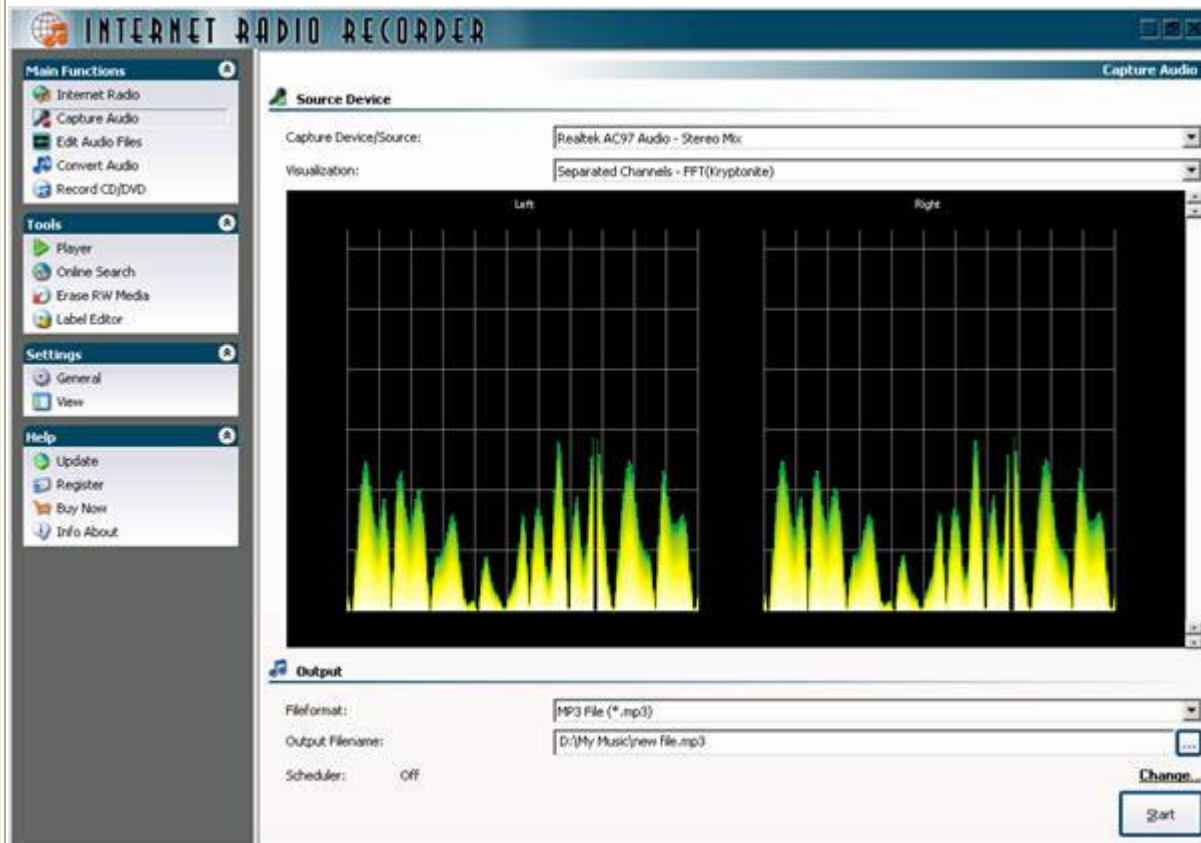 INTERNET RADIO RECORDER
Main Functions
Internet Radio
Capture Audio
Edit Audio Files
Convert Audio
Record CD/DVD
Tools
Player
Online Search
Erase RW Media
Label Editor
Settings
General
View
Help
Update
Register
Buy Now
Info About
Capture Audio
Source Device
Capture Device/Source:
Realtek AC97 Audio - Stereo Mix
Visualization:
Separated Channels - FFT(Kryptonite)
Left
Right
Output
Fileformat:
MP3 File (*.mp3)
Output Filename:
D:\My Music\new file.mp3
...
Scheduler: Off
Change...
Start